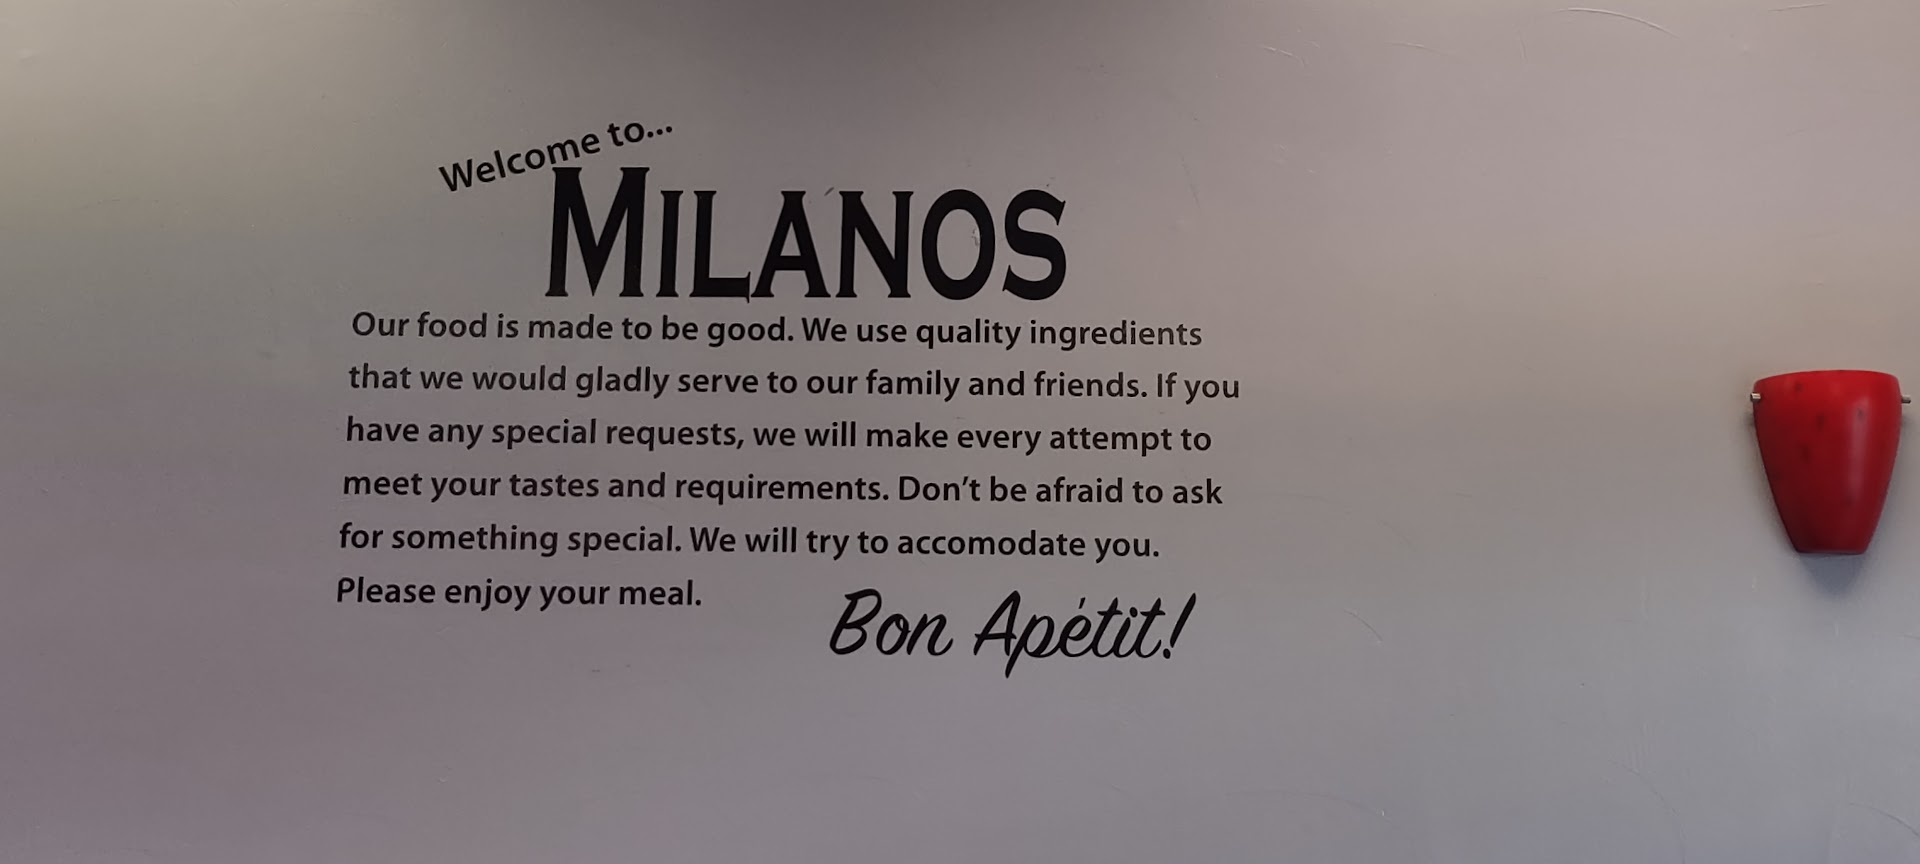 Welcome to...
MILANOS
Our food is made to be good. We use quality ingredients
that we would gladly serve to our family and friends. If you
have any special requests, we will make every attempt to
meet your tastes and requirements. Don’t be afraid to ask
for something special. We will try to accomodate you.
Please enjoy your meal.
Bon Apétit!